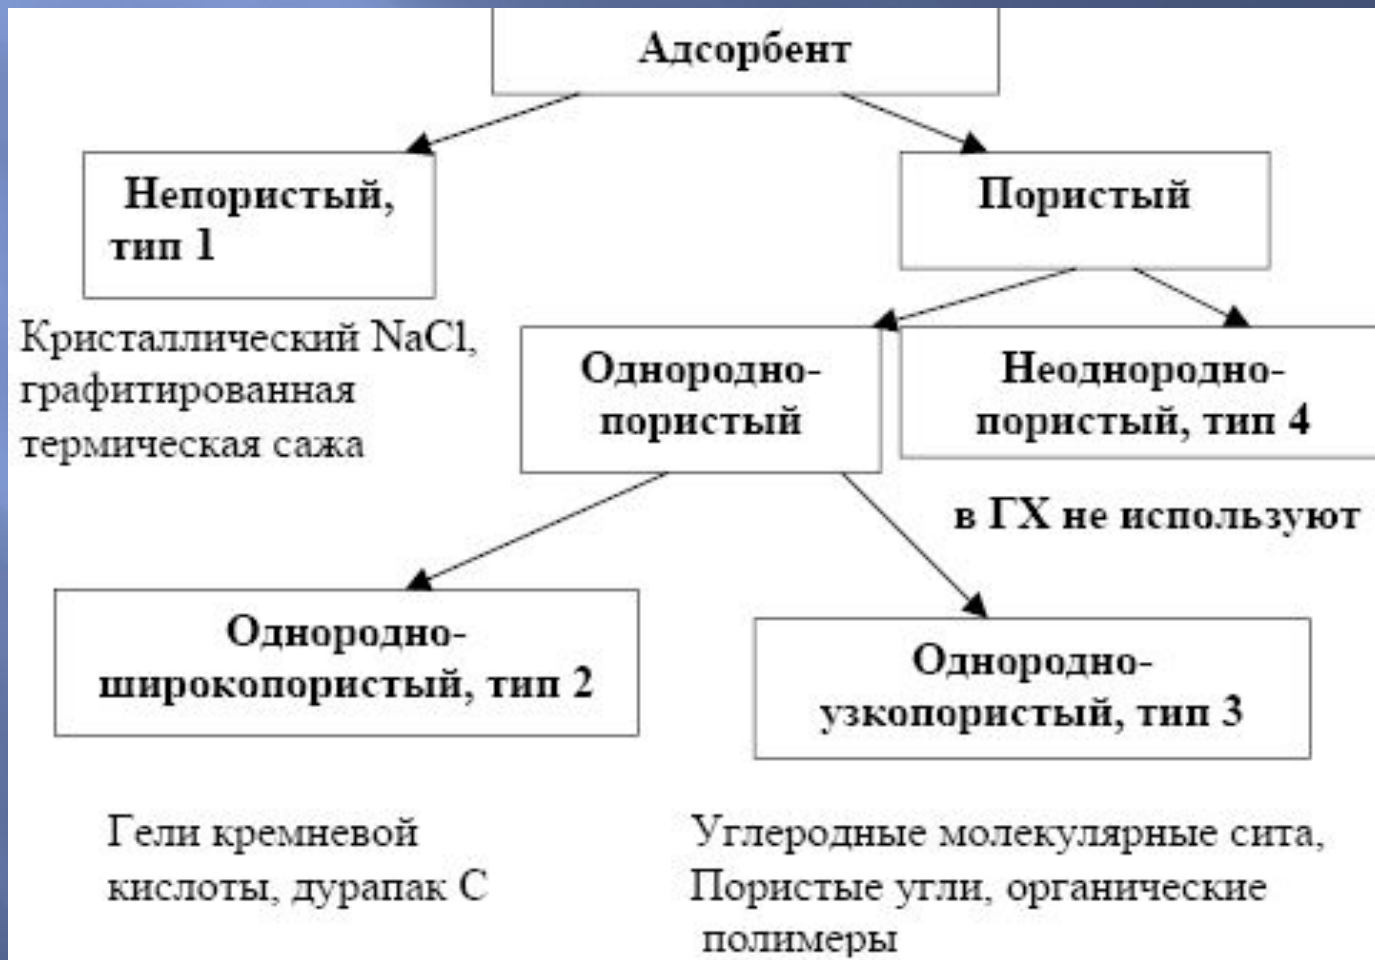 Адсорбент
Непористый,
тип 1
Пористый
Кристаллический NaCl,
графитированная
термическая сажа
Однородно-
пористый
Неоднородно-
пористый, тип 4
в ГХ не используют
Однородно-
широкопористый, тип 2
Однородно-
узкопористый, тип 3
Гели кремневой
кислоты, дурапак С
Углеродные молекулярные сита,
Пористые угли, органические
полимеры